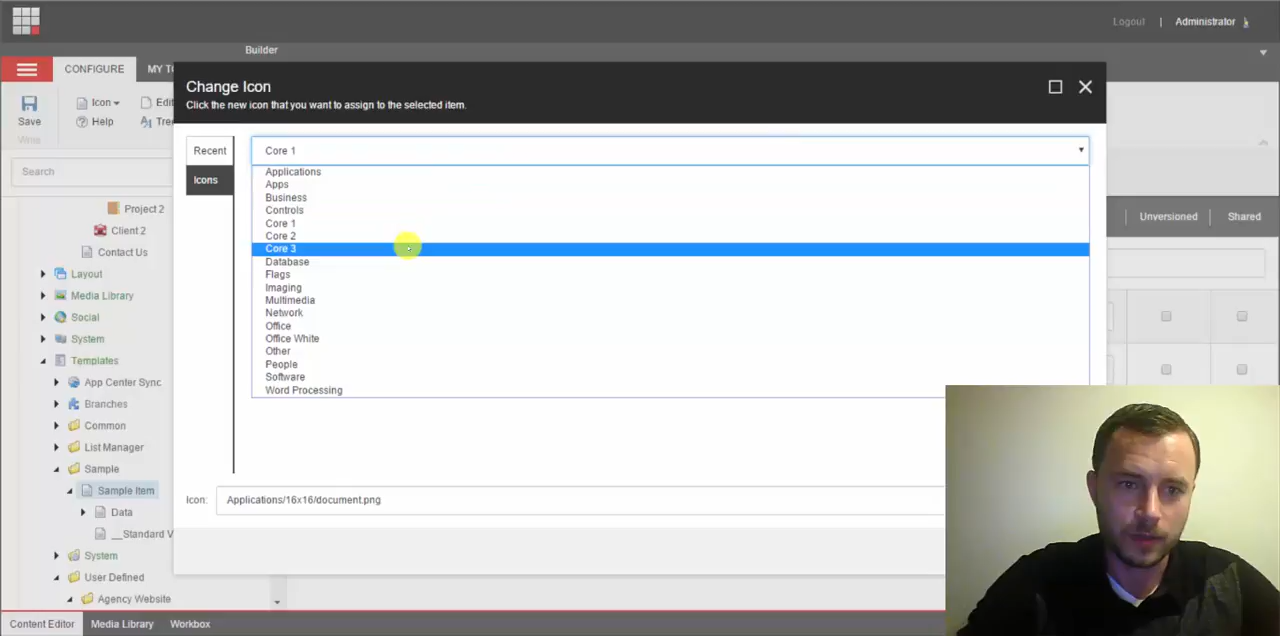 Logout | Administrator
Builder
CONFIGURE MY T
Save
Icon
Edi
Help
Tre
Write
Change Icon
Click the new icon that you want to assign to the selected item.
Recent
Icons
Core 1
Applications
Apps
Business
Controls
Core 1
Core 2
Core 3
Database
Flags
Imaging
Multimedia
Network
Office
Office White
Other
People
Software
Word Processing
Icon: Applications/16x16/document.png
Search
Project 2
Client 2
Contact Us
Layout
Media Library
Social
System
Templates
App Center Sync
Branches
Common
List Manager
Sample
Sample Item
Data
__Standard V
System
User Defined
Agency Website
Unversioned
Shared
Content Editor Media Library Workbox